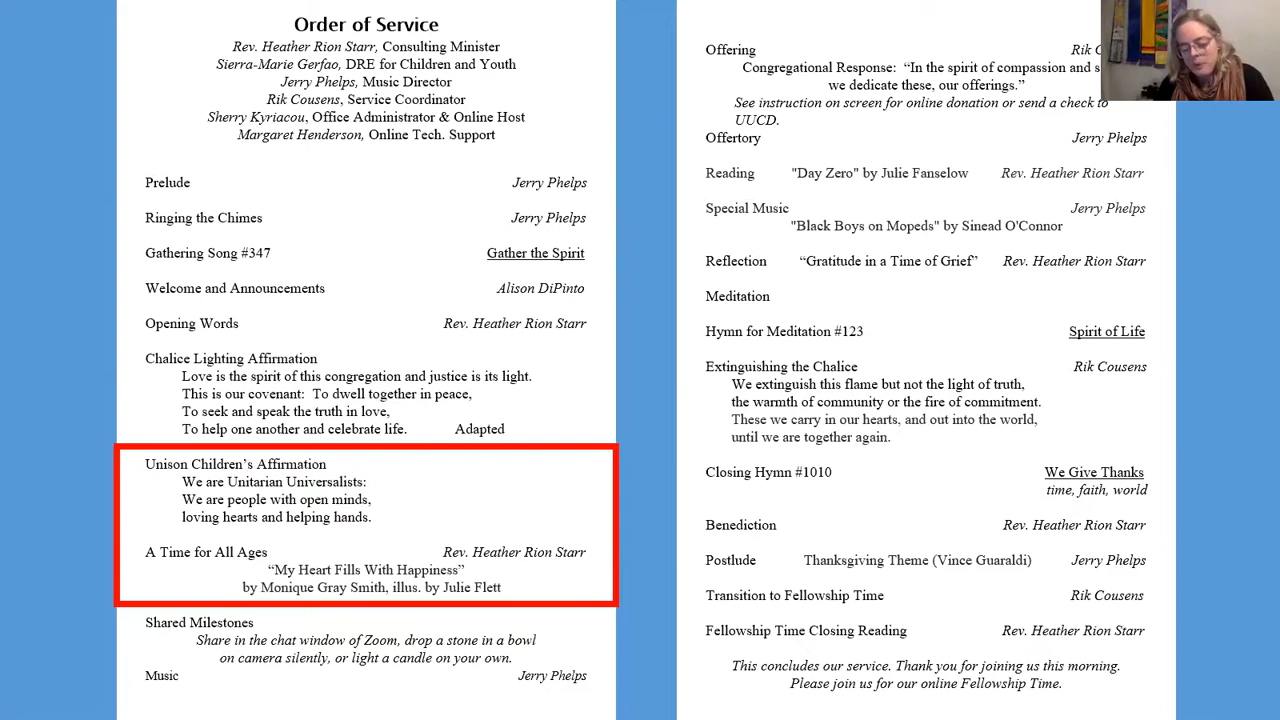 Order of Service
Rev. Heather Rion Starr, Consulting Minister
Sierra-Marie Gerfao, DRE for Children and Youth
Jerry Phelps, Music Director
Rik Cousens, Service Coordinator
Sherry Kyriacou, Office Administrator & Online Host
Margaret Henderson, Online Tech. Support
Prelude Jerry Phelps
Ringing the Chimes Jerry Phelps
Gathering Song #347 Gather the Spirit
Welcome and Announcements Alison DiPinto
Opening Words Rev. Heather Rion Starr
Chalice Lighting Affirmation
Love is the spirit of this congregation and justice is its light.
This is our covenant: To dwell together in peace,
To seek and speak the truth in love,
To help one another and celebrate life. Adapted
Unison Children's Affirmation
We are Unitarian Universalists:
We are people with open minds,
loving hearts and helping hands.
A Time for All Ages Rev. Heather Rion Starr
“My Heart Fills With Happiness”
by Monique Gray Smith, illus. by Julie Flett
Shared Milestones
Share in the chat window of Zoom, drop a stone in a bowl
on camera silently, or light a candle on your own.
Music Jerry Phelps
Offering Rik
Congregational Response: “In the spirit of compassion and
we dedicate these, our offerings.”
See instruction on screen for online donation or send a check to
UUCD.
Offertory Jerry Phelps
Reading "Day Zero" by Julie Fanselow Rev. Heather Rion Starr
Special Music Jerry Phelps
"Black Boys on Mopeds" by Sinead O'Connor
Reflection “Gratitude in a Time of Grief” Rev. Heather Rion Starr
Meditation
Hymn for Meditation #123 Spirit of Life
Extinguishing the Chalice Rik Cousens
We extinguish this flame but not the light of truth,
the warmth of community or the fire of commitment.
These we carry in our hearts, and out into the world,
until we are together again.
Closing Hymn #1010 We Give Thanks
time, faith, world
Benediction Rev. Heather Rion Starr
Postlude Thanksgiving Theme (Vince Guaraldi) Jerry Phelps
Transition to Fellowship Time Rik Cousens
Fellowship Time Closing Reading Rev. Heather Rion Starr
This concludes our service. Thank you for joining us this morning.
Please join us for our online Fellowship Time.